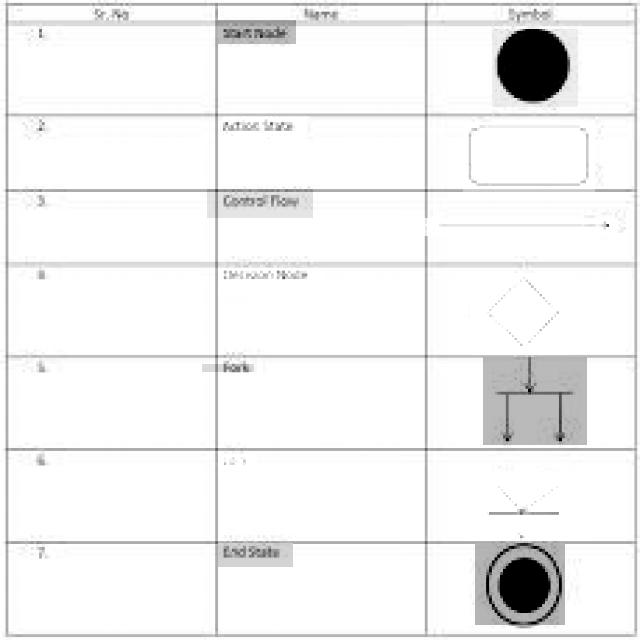 Sr. No Name Symbol
1. Start Node
2. Action State
3. Control Flow
4. Decision Node
5. Fork
6.
7. End State